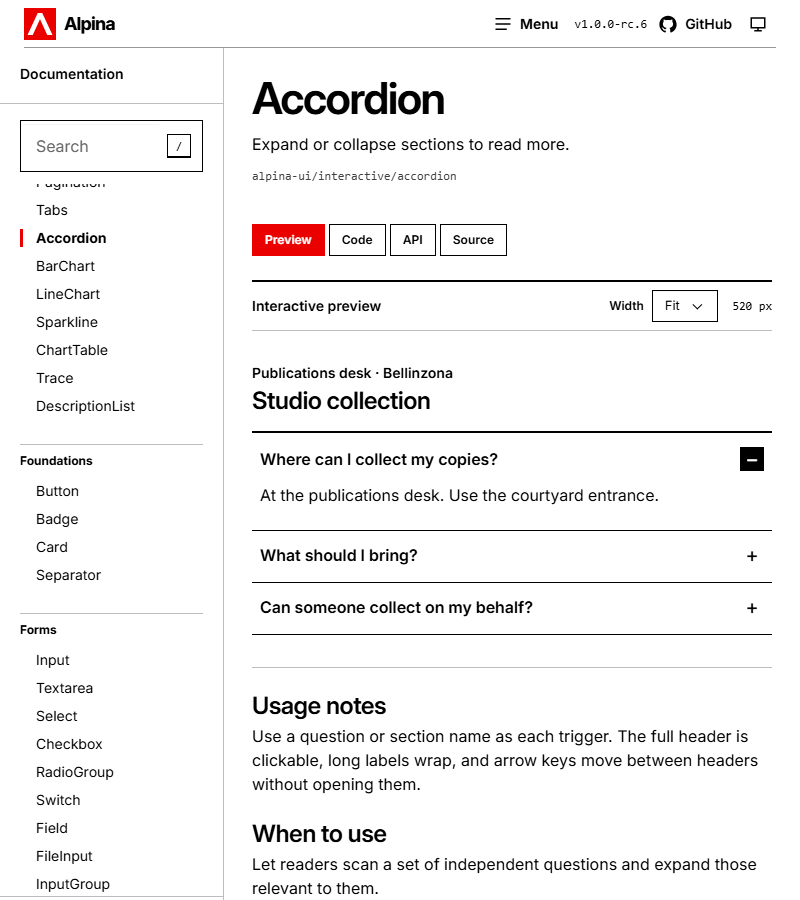 Alpina
Menu
v1.0.0-rc.6
GitHub
Documentation
Search
/
Pagination
Tabs
Accordion
BarChart
LineChart
Sparkline
ChartTable
Trace
DescriptionList
Foundations
Button
Badge
Card
Separator
Forms
Input
Textarea
Select
Checkbox
RadioGroup
Switch
Field
FileInput
InputGroup
Accordion
Expand or collapse sections to read more.
alpina-ui/interactive/accordion
Preview
Code
API
Source
Interactive preview
Width
Fit
520 px
Publications desk · Bellinzona
Studio collection
Where can I collect my copies?
At the publications desk. Use the courtyard entrance.
What should I bring?
Can someone collect on my behalf?
Usage notes
Use a question or section name as each trigger. The full header is
clickable, long labels wrap, and arrow keys move between headers
without opening them.
When to use
Let readers scan a set of independent questions and expand those
relevant to them.